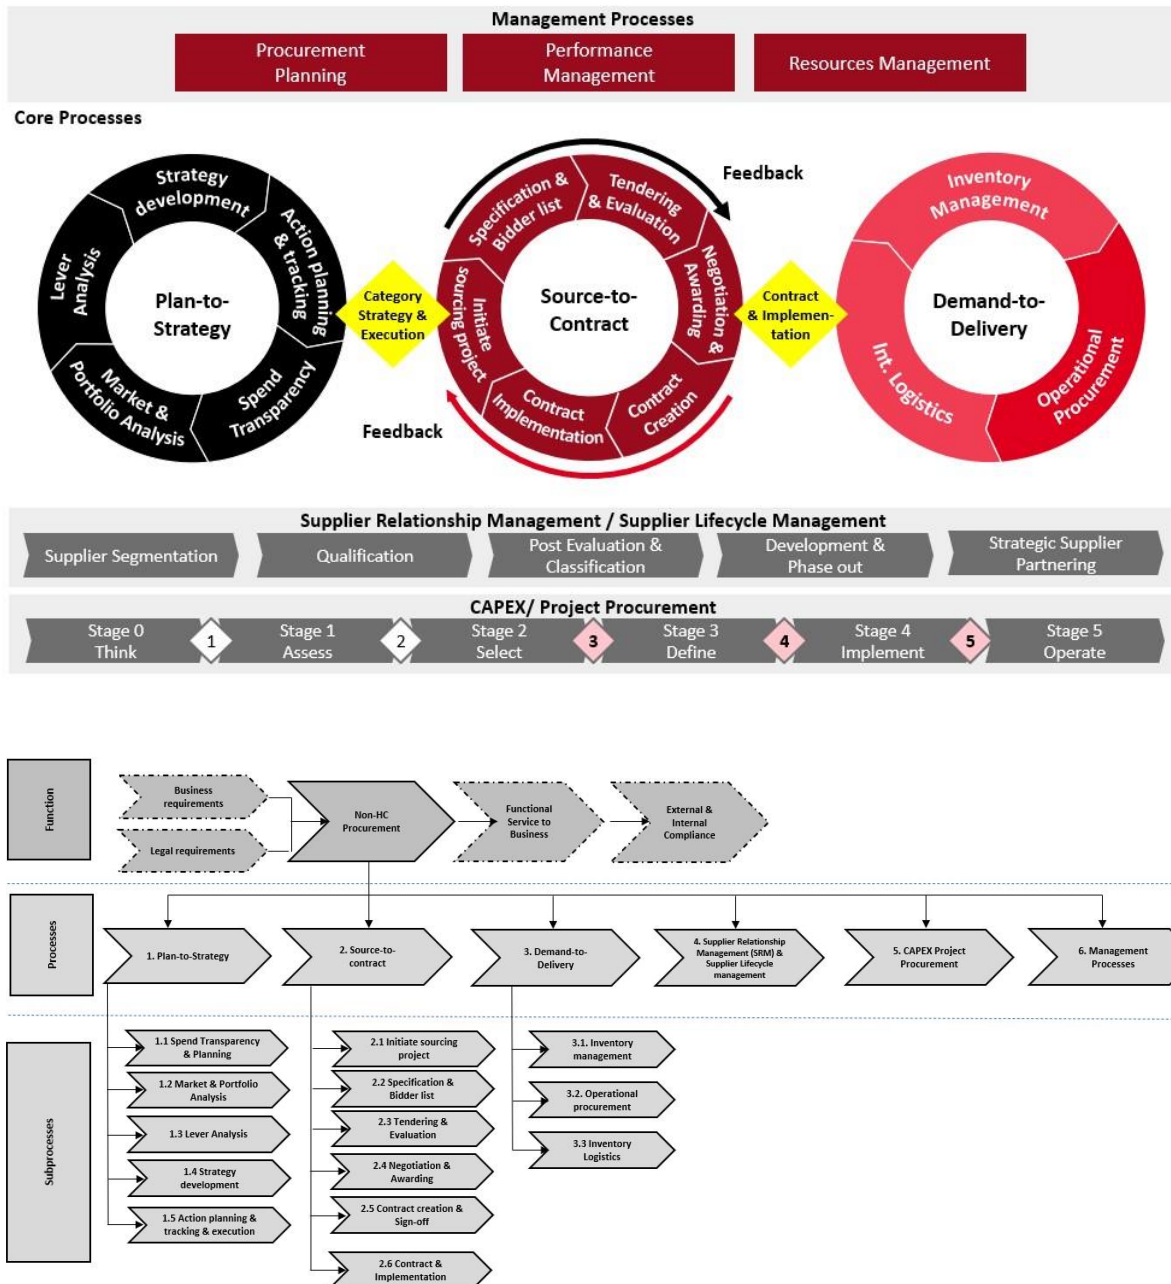 Management Processes
Procurement
Planning
Performance
Management
Resources Management
Core Processes
Strategy
development
Action planning
& tracking
Spend
Transparency
Market &
Portfolio Analysis
Lever
Analysis
Plan-to-
Strategy
Category
Strategy &
Execution
Feedback
Specification &
Bidder list
Tendering
& Evaluation
Negotiation &
Awarding
Contract
Creation
Contract
Implementation
Initiate
sourcing project
Source-to-
Contract
Feedback
Contract
& Implemen-
tation
Inventory
Management
Operational
Procurement
Int. Logistics
Demand-to-
Delivery
Supplier Relationship Management / Supplier Lifecycle Management
Supplier Segmentation
Qualification
Post Evaluation &
Classification
Development &
Phase out
Strategic Supplier
Partnering
CAPEX/ Project Procurement
Stage 0
Think
1
Stage 1
Assess
2
Stage 2
Select
3
Stage 3
Define
4
Stage 4
Implement
5
Stage 5
Operate
Function
Business
requirements
Legal requirements
Non-HC
Procurement
Functional
Service to
Business
External &
Internal
Compliance
Processes
1. Plan-to-Strategy
2. Source-to-
contract
3. Demand-to-
Delivery
4. Supplier Relationship
Management (SRM) &
Supplier Lifecycle
management
5. CAPEX Project
Procurement
6. Management
Processes
Subprocesses
1.1 Spend Transparency
& Planning
1.2 Market & Portfolio
Analysis
1.3 Lever Analysis
1.4 Strategy
development
1.5 Action planning &
tracking & execution
2.1 Initiate sourcing
project
2.2 Specification &
Bidder list
2.3 Tendering &
Evaluation
2.4 Negotiation &
Awarding
2.5 Contract creation &
Sign-off
2.6 Contract &
Implementation
3.1. Inventory
management
3.2. Operational
procurement
3.3 Inventory
Logistics